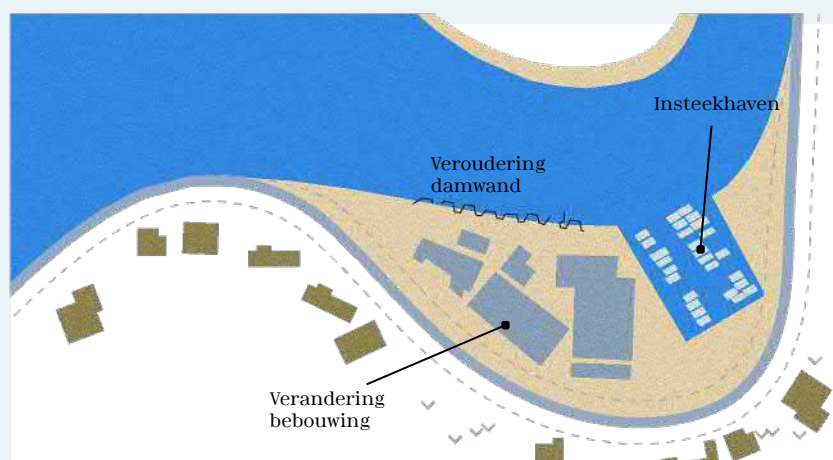 Insteekhaven
Veroudering
damwand
Verandering
bebouwing